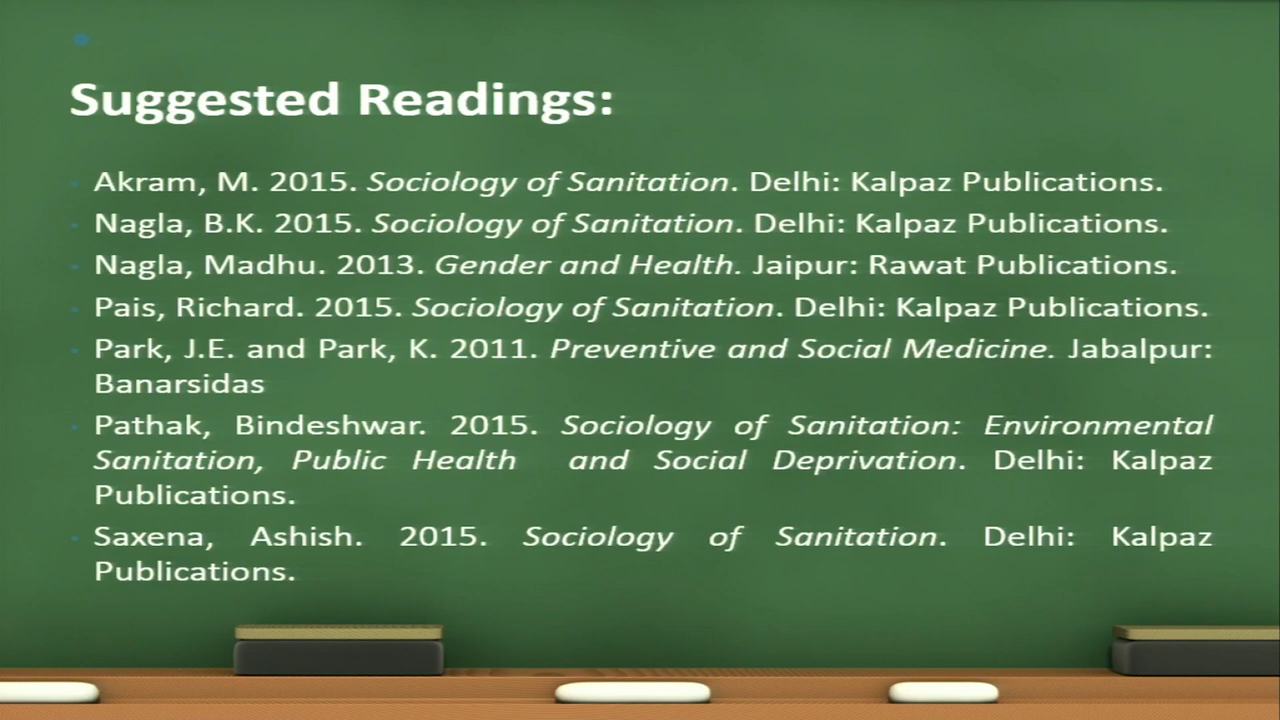 Suggested Readings:
Akram, M. 2015. Sociology of Sanitation. Delhi: Kalpaz Publications.
Nagla, B.K. 2015. Sociology of Sanitation. Delhi: Kalpaz Publications.
Nagla, Madhu. 2013. Gender and Health. Jaipur: Rawat Publications.
Pais, Richard. 2015. Sociology of Sanitation. Delhi: Kalpaz Publications.
Park, J.E. and Park, K. 2011. Preventive and Social Medicine. Jabalpur:
Banarsidas
Pathak, Bindeshwar. 2015. Sociology of Sanitation: Environmental
Sanitation, Public Health and Social Deprivation. Delhi: Kalpaz
Publications.
Saxena, Ashish. 2015. Sociology of Sanitation. Delhi: Kalpaz
Publications.